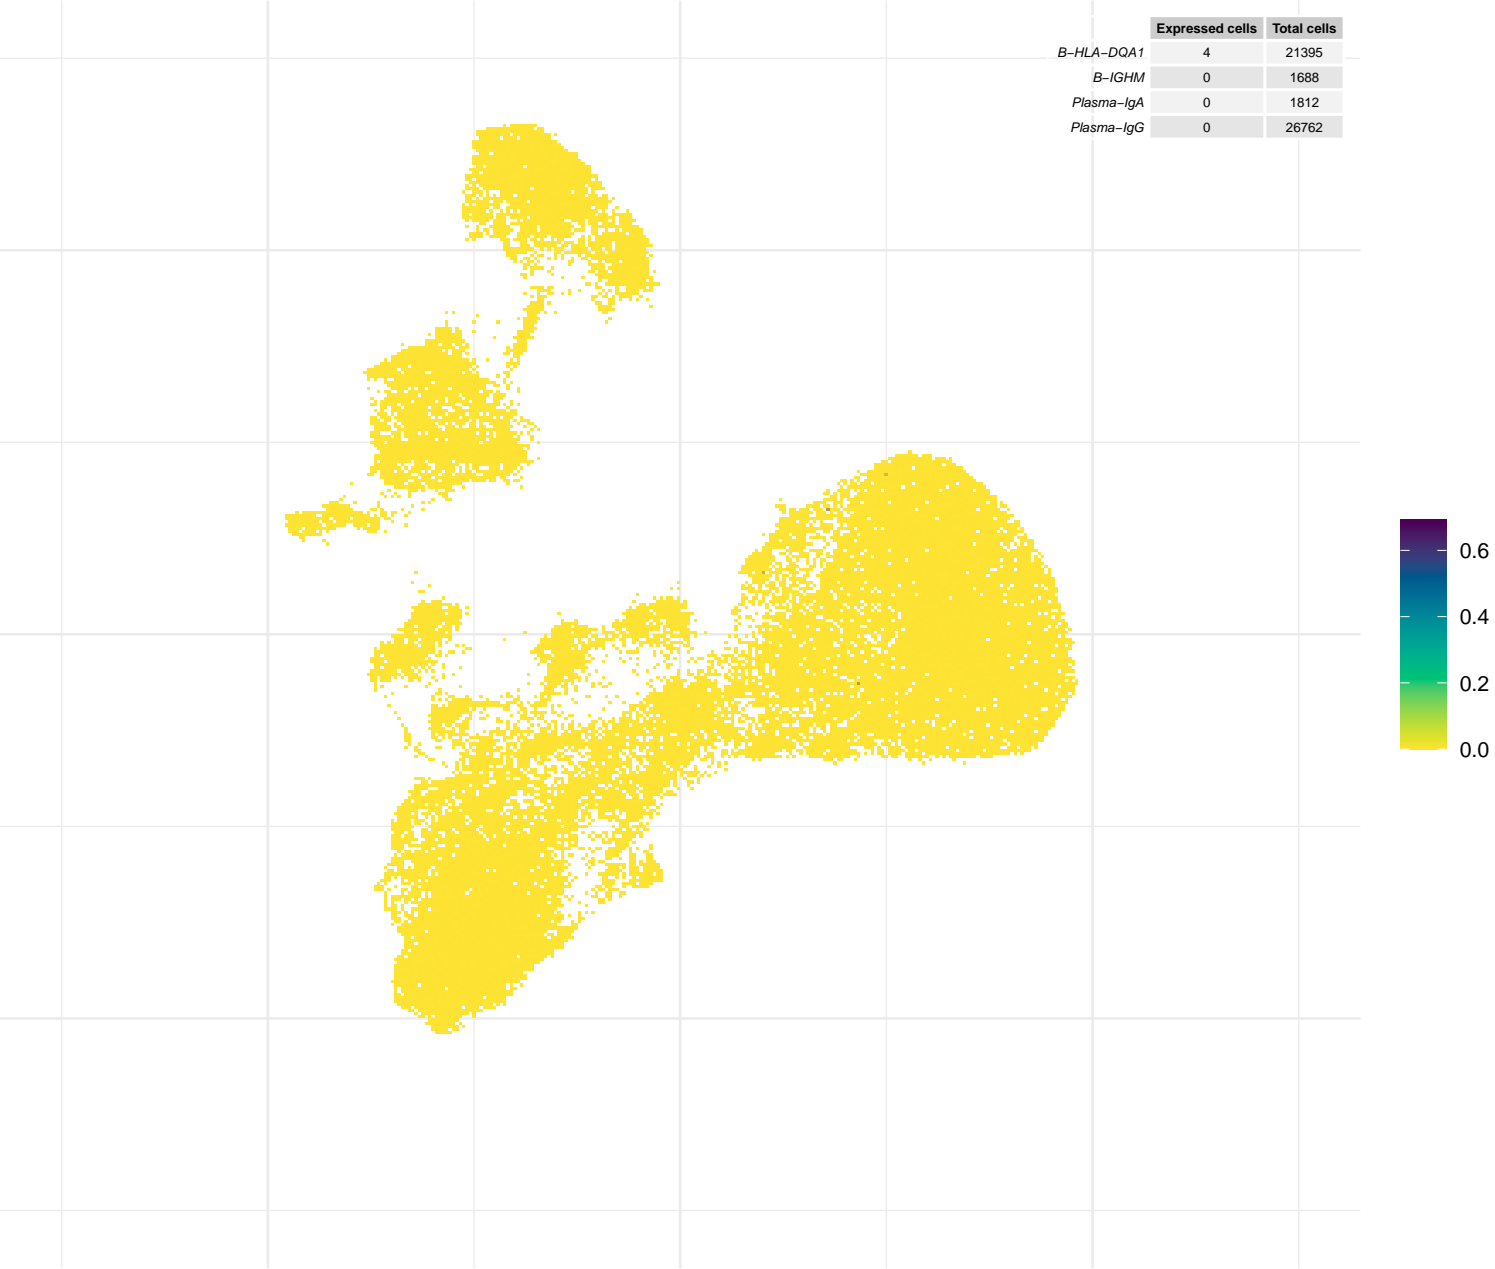 Expressed cells Total cells
B−HLA−DQA1 4 21395
B−IGHM 0 1688
Plasma−IgA 0 1812
Plasma−IgG 0 26762
0.6
0.4
0.2
0.0